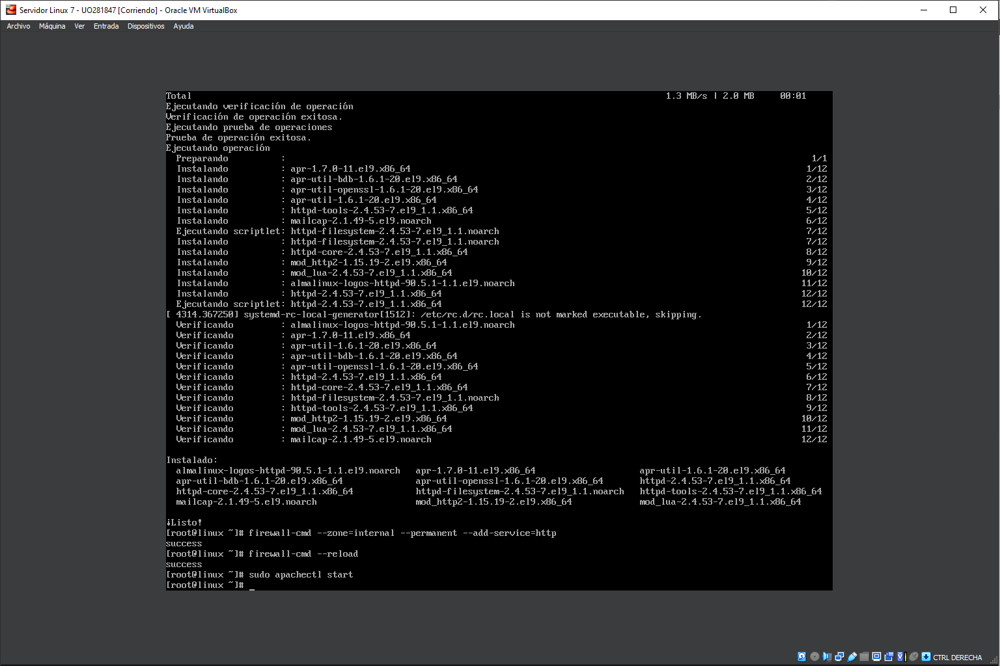 Servidor Linux 7 - UO281847 [Corriendo] - Oracle VM VirtualBox
Archivo Máquina Ver Entrada Dispositivos Ayuda
Total 1.3 MB/s | 2.0 MB 00:01
Ejecutando verificación de operación
Verificación de operación exitosa.
Ejecutando prueba de operaciones
Prueba de operación exitosa.
Ejecutando operación
Preparando : 1/1
Instalando : apr-1.7.0-11.el9.x86_64 1/12
Instalando : apr-util-bdb-1.6.1-20.el9.x86_64 2/12
Instalando : apr-util-openssl-1.6.1-20.el9.x86_64 3/12
Instalando : apr-util-1.6.1-20.el9.x86_64 4/12
Instalando : httpd-tools-2.4.53-7.el9_1.1.x86_64 5/12
Instalando : mailcap-2.1.49-5.el9.noarch 6/12
Ejecutando scriptlet: httpd-filesystem-2.4.53-7.el9_1.1.noarch 7/12
Instalando : httpd-filesystem-2.4.53-7.el9_1.1.noarch 7/12
Instalando : httpd-core-2.4.53-7.el9_1.1.x86_64 8/12
Instalando : mod_http2-1.15.19-2.el9.x86_64 9/12
Instalando : mod_lua-2.4.53-7.el9_1.1.x86_64 10/12
Instalando : almalinux-logos-httpd-90.5.1-1.1.el9.noarch 11/12
Instalando : httpd-2.4.53-7.el9_1.1.x86_64 12/12
Ejecutando scriptlet: httpd-2.4.53-7.el9_1.1.x86_64 12/12
[ 4314.367250] systemd-rc-local-generator[1512]: /etc/rc.d/rc.local is not marked executable, skipping.
Verificando : almalinux-logos-httpd-90.5.1-1.1.el9.noarch 1/12
Verificando : apr-1.7.0-11.el9.x86_64 2/12
Verificando : apr-util-1.6.1-20.el9.x86_64 3/12
Verificando : apr-util-bdb-1.6.1-20.el9.x86_64 4/12
Verificando : apr-util-openssl-1.6.1-20.el9.x86_64 5/12
Verificando : httpd-2.4.53-7.el9_1.1.x86_64 6/12
Verificando : httpd-core-2.4.53-7.el9_1.1.x86_64 7/12
Verificando : httpd-filesystem-2.4.53-7.el9_1.1.noarch 8/12
Verificando : httpd-tools-2.4.53-7.el9_1.1.x86_64 9/12
Verificando : mod_http2-1.15.19-2.el9.x86_64 10/12
Verificando : mod_lua-2.4.53-7.el9_1.1.x86_64 11/12
Verificando : mailcap-2.1.49-5.el9.noarch 12/12
Instalado:
almalinux-logos-httpd-90.5.1-1.1.el9.noarch apr-1.7.0-11.el9.x86_64 apr-util-1.6.1-20.el9.x86_64
apr-util-bdb-1.6.1-20.el9.x86_64 apr-util-openssl-1.6.1-20.el9.x86_64 httpd-2.4.53-7.el9_1.1.x86_64
httpd-core-2.4.53-7.el9_1.1.x86_64 httpd-filesystem-2.4.53-7.el9_1.1.noarch httpd-tools-2.4.53-7.el9_1.1.x86_64
mailcap-2.1.49-5.el9.noarch mod_http2-1.15.19-2.el9.x86_64 mod_lua-2.4.53-7.el9_1.1.x86_64
¡Listo!
[root@linux ~]# firewall-cmd --zone=internal --permanent --add-service=http
success
[root@linux ~]# firewall-cmd --reload
success
[root@linux ~]# sudo apachectl start
[root@linux ~]# _
CTRL DERECHA